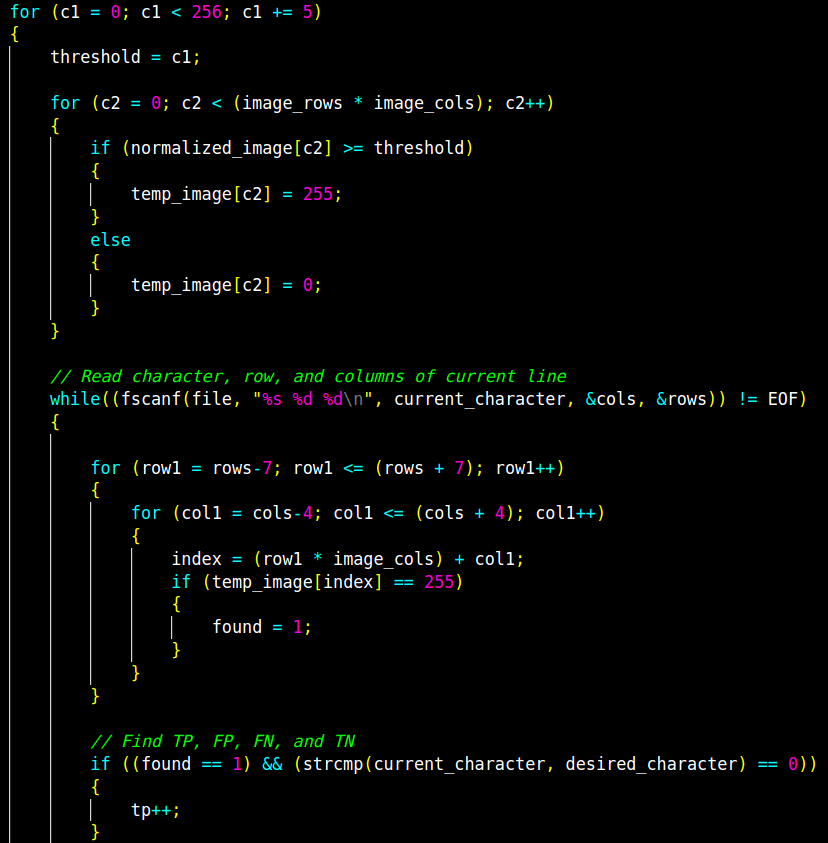 for (c1 = 0; c1 < 256; c1 += 5)
{
    threshold = c1;

    for (c2 = 0; c2 < (image_rows * image_cols); c2++)
    {
        if (normalized_image[c2] >= threshold)
        {
            temp_image[c2] = 255;
        }
        else
        {
            temp_image[c2] = 0;
        }
    }

    // Read character, row, and columns of current line
    while((fscanf(file, "%s %d %d\n", current_character, &cols, &rows)) != EOF)
    {

        for (row1 = rows-7; row1 <= (rows + 7); row1++)
        {
            for (col1 = cols-4; col1 <= (cols + 4); col1++)
            {
                index = (row1 * image_cols) + col1;
                if (temp_image[index] == 255)
                {
                    found = 1;
                }
            }
        }

        // Find TP, FP, FN, and TN
        if ((found == 1) && (strcmp(current_character, desired_character) == 0))
        {
            tp++;
        }